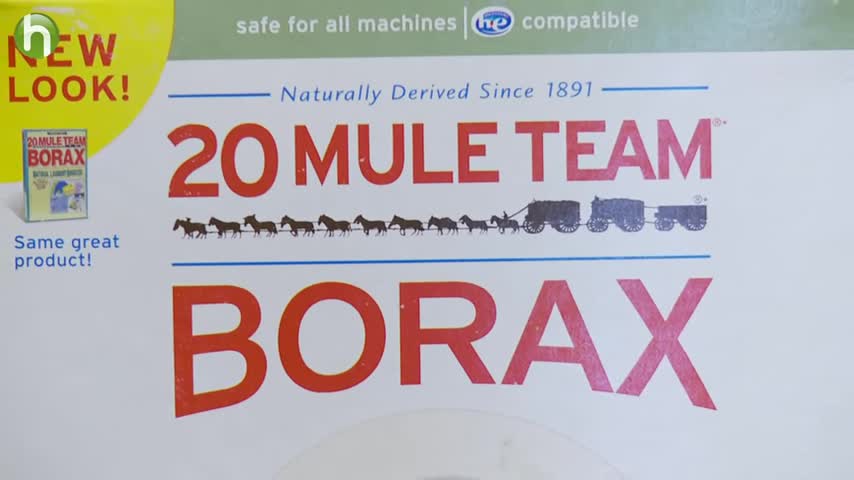 safe for all machines | he compatible
h
NEW
LOOK!
Naturally Derived Since 1891
20 MULE TEAM®*
20 MULE TEAM
BORAX
®*
Same great
product!
BORAX